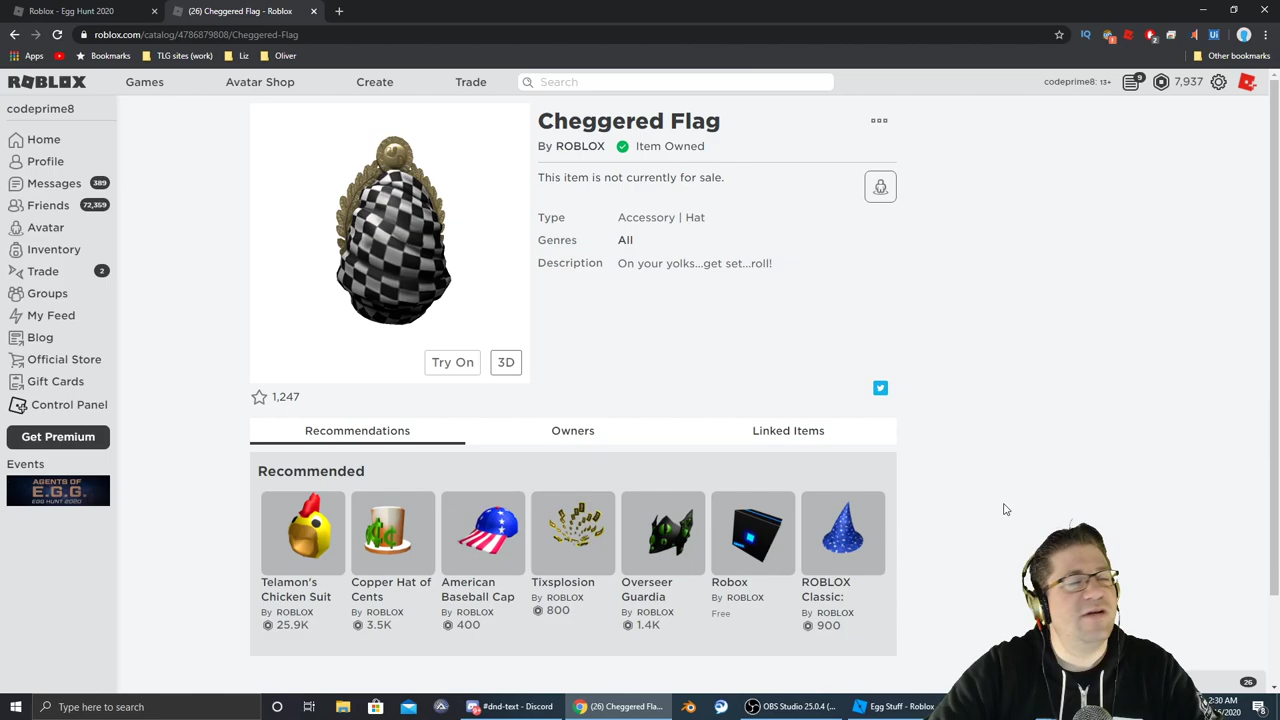 Roblox - Egg Hunt 2020
(26) Cheggered Flag - Roblox
roblox.com/catalog/4786879808/Cheggered-Flag
Apps
Bookmarks
TLG sites (work)
Liz
Oliver
Other bookmarks
ROBLOX
Games
Avatar Shop
Create
Trade
Search
codeprime8: 13+
9
7,937
codeprime8
Home
Profile
Messages 389
Friends 72,359
Avatar
Inventory
Trade 2
Groups
My Feed
Blog
Official Store
Gift Cards
Control Panel
Get Premium
Events
AGENTS OF
E.G.G.
EGG HUNT 2020
Cheggered Flag
By ROBLOX Item Owned
This item is not currently for sale.
Type Accessory | Hat
Genres All
Description On your yolks...get set...roll!
Try On
3D
1,247
Recommendations
Owners
Linked Items
Recommended
Telamon's
Chicken Suit
By ROBLOX
25.9K
Copper Hat of
Cents
By ROBLOX
3.5K
American
Baseball Cap
By ROBLOX
400
Tixsplosion
By ROBLOX
800
Overseer
Guardia
By ROBLOX
1.4K
Robox
By ROBLOX
Free
ROBLOX
Classic:
By ROBLOX
900
26
Type here to search
#dnd-text - Discord
(26) Cheggered Fla...
OBS Studio 25.0.4 (...
Egg Stuff - Roblox
2:30 AM